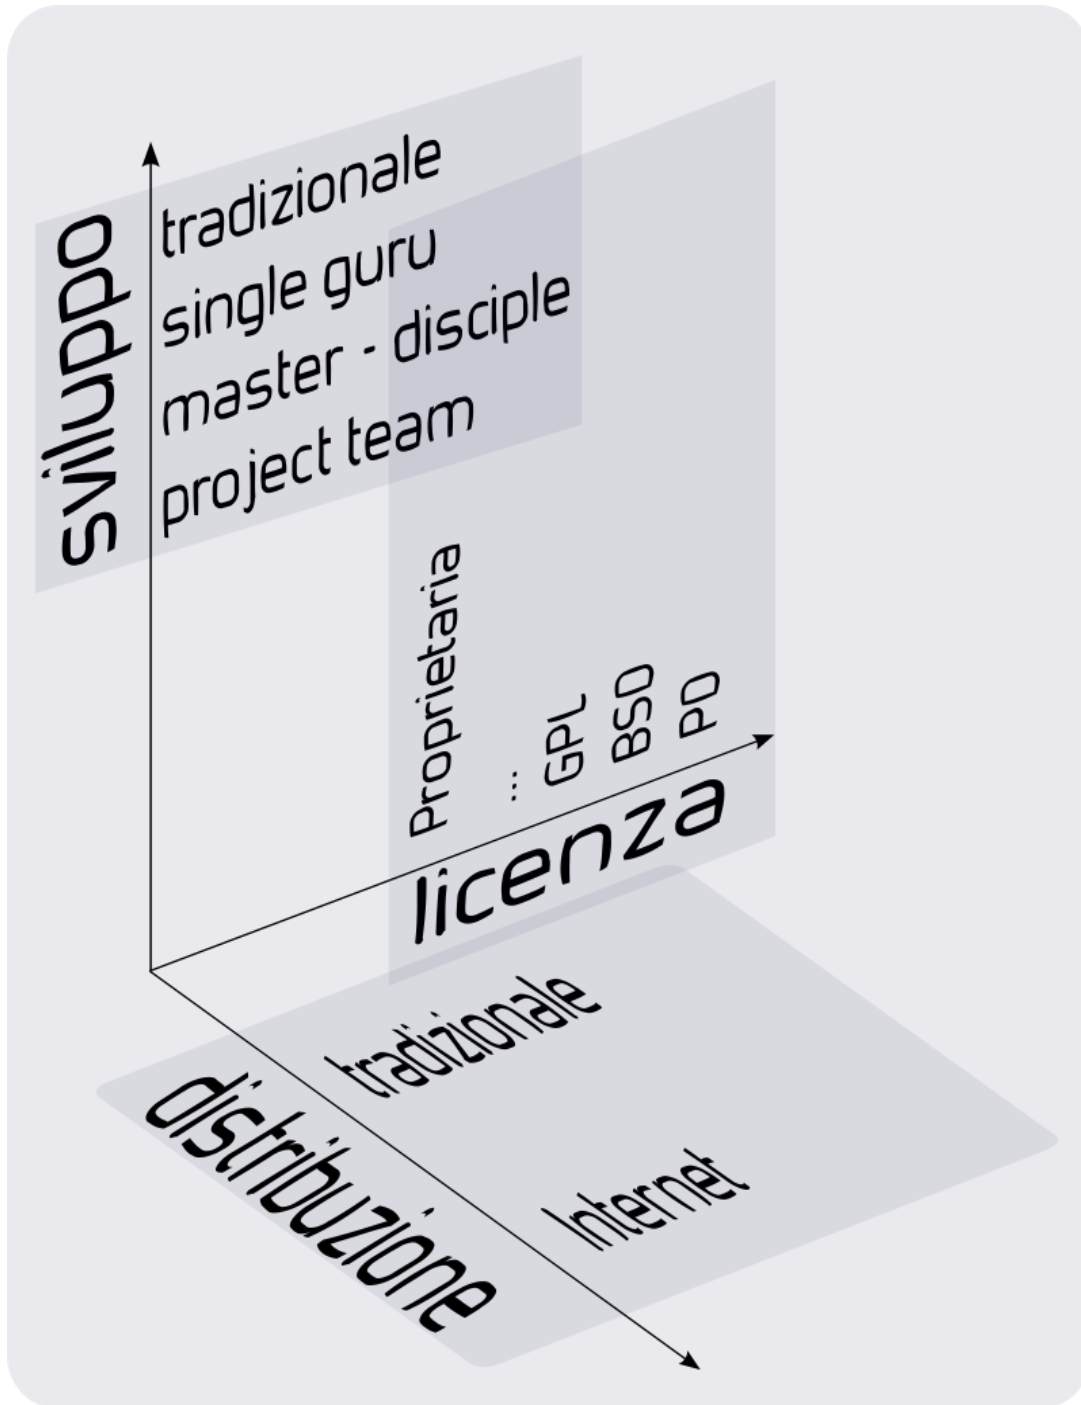 sviluppo
tradizionale
single guru
master - disciple
project team
Proprietaria
...
GPL
BSD
PD
licenza
tradizionale
Internet
distribuzione